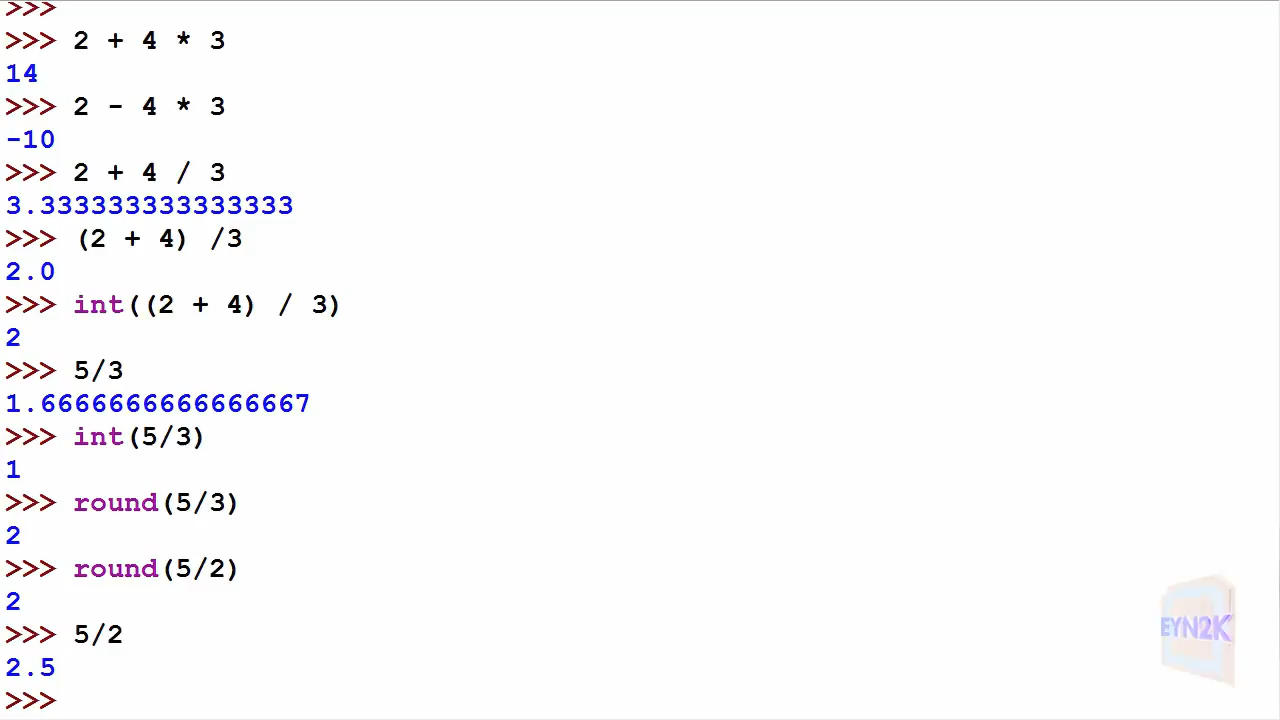 >>>
>>> 2 + 4 * 3
14
>>> 2 - 4 * 3
-10
>>> 2 + 4 / 3
3.333333333333333
>>> (2 + 4) /3
2.0
>>> int((2 + 4) / 3)
2
>>> 5/3
1.6666666666666667
>>> int(5/3)
1
>>> round(5/3)
2
>>> round(5/2)
2
>>> 5/2
2.5
>>>
EYN2K